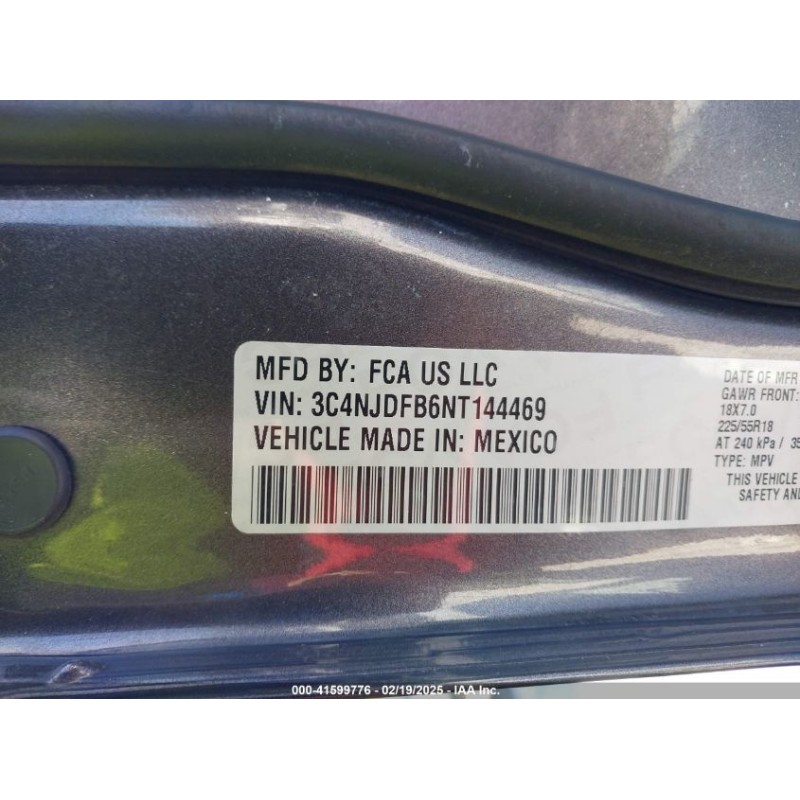 MFD BY: FCA US LLC
VIN: 3C4NJDFB6NT144469
VEHICLE MADE IN: MEXICO
DATE OF MFR
GAWR FRONT:
18X7.0
225/55R18
AT 240 kPa / 35
TYPE: MPV
THIS VEHICLE
SAFETY AND
000-41599776 - 02/19/2025 - IAA Inc.